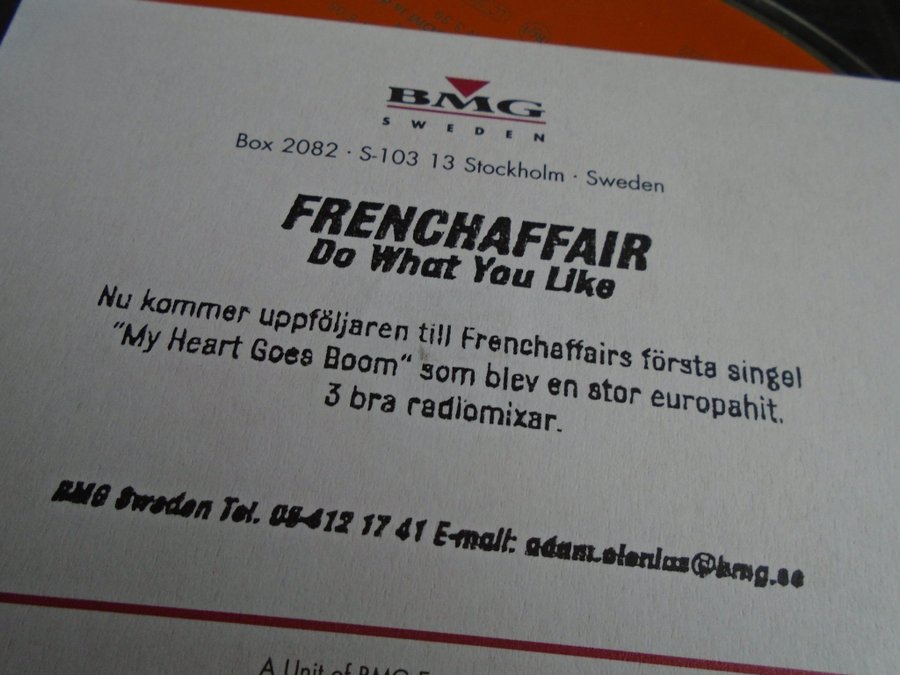 BMG
SWEDEN
Box 2082 · S-103 13 Stockholm · Sweden
FRENCHAFFAIR
Do What You Like
Nu kommer uppföljaren till Frenchaffairs första singel
"My Heart Goes Boom" som blev en stor europahit.
3 bra radiomixar.
BMG Sweden Tel. 08-412 17 41 E-mail:
A Unit of BMG